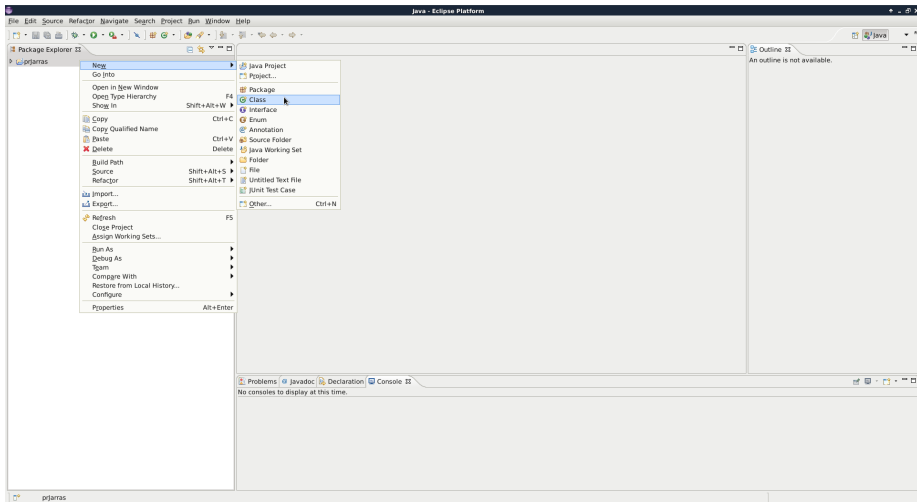 Java - Eclipse Platform
File Edit Source Refactor Navigate Search Project Run Window Help
Java
Package Explorer
Outline
prjarras
An outline is not available.
New
Go Into
Open in New Window
Open Type Hierarchy F4
Show In Shift+Alt+W
Copy Ctrl+C
Copy Qualified Name
Paste Ctrl+V
Delete Delete
Build Path
Source Shift+Alt+S
Refactor Shift+Alt+T
Import...
Export...
Refresh F5
Close Project
Assign Working Sets...
Run As
Debug As
Team
Compare With
Restore from Local History...
Configure
Properties Alt+Enter
Java Project
Project...
Package
Class
Interface
Enum
Annotation
Source Folder
Java Working Set
Folder
File
Untitled Text File
JUnit Test Case
Other... Ctrl+N
Problems Javadoc Declaration Console
No consoles to display at this time.
prjarras